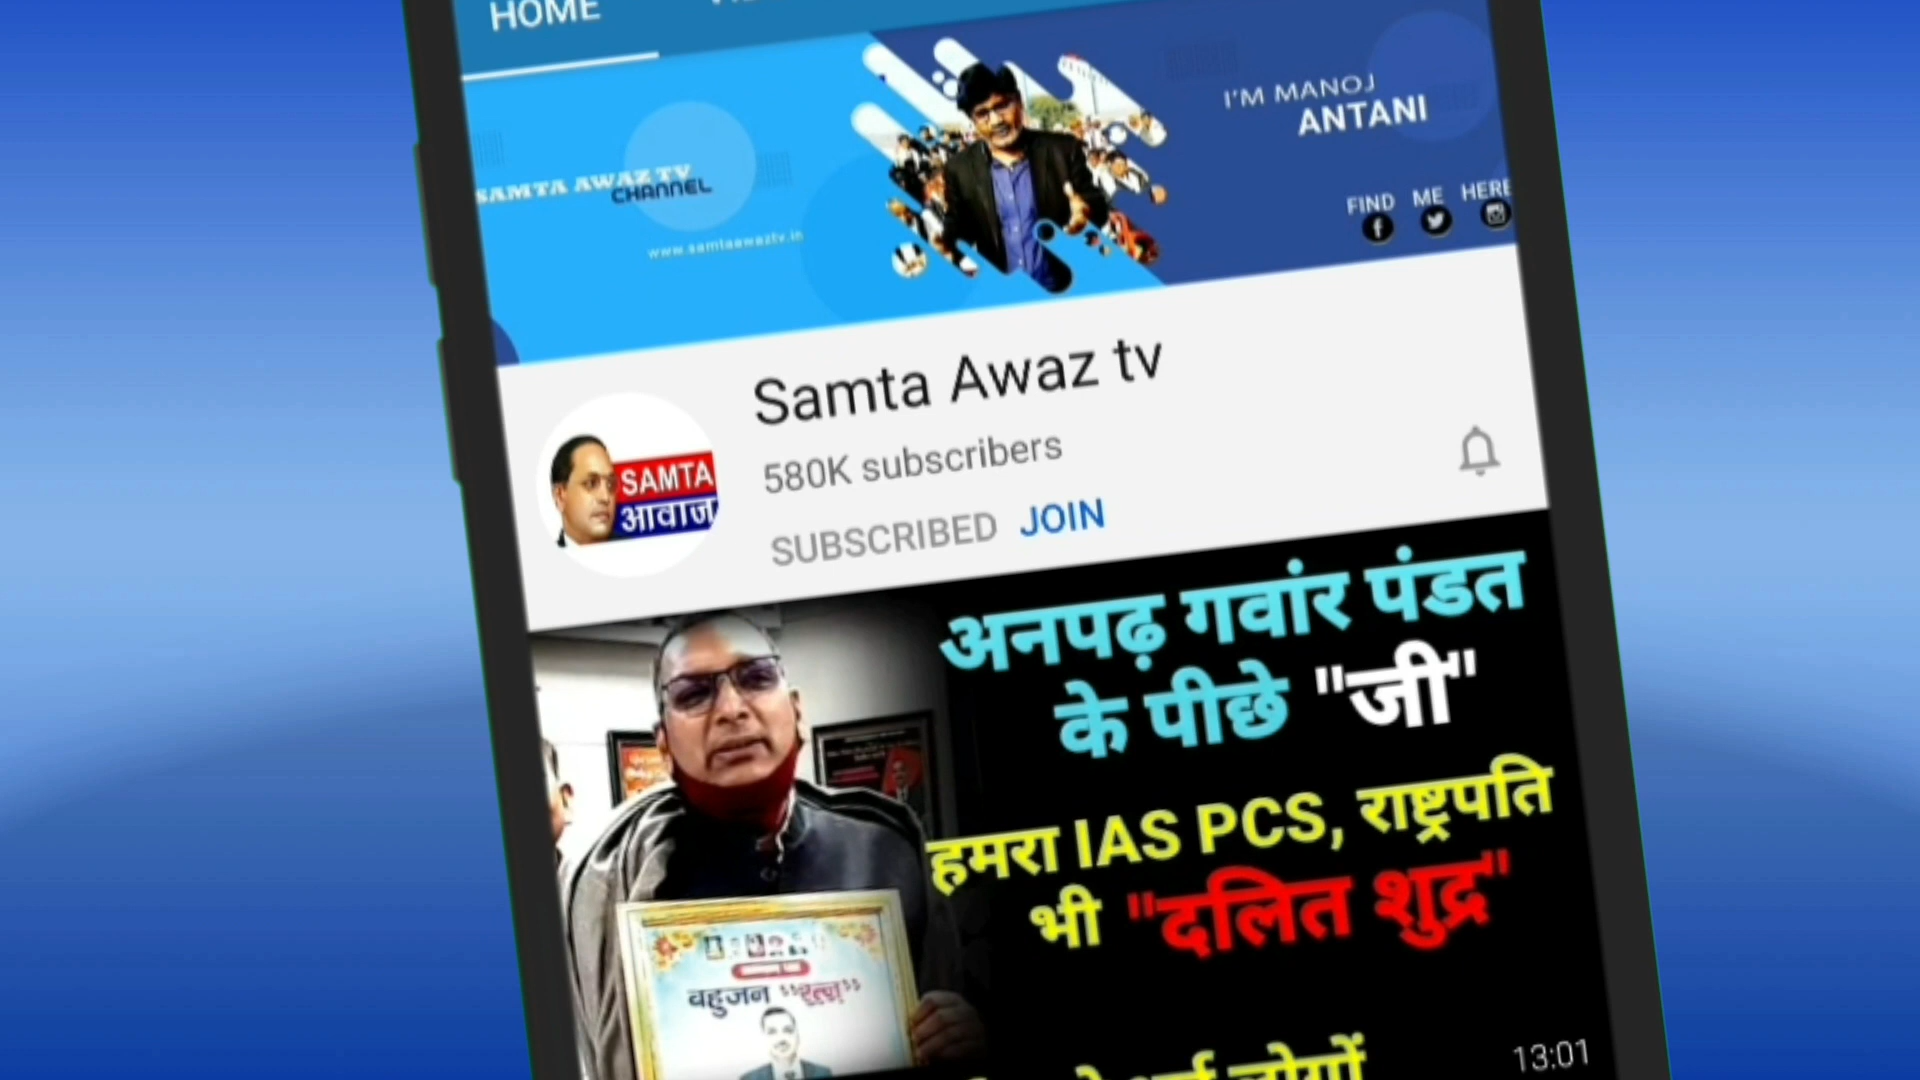 HOME
I'M MANOJ
ANTANI
SAMTA AWAZ TV
CHANNEL
www.samtaawaztv.in
FIND ME HERE
Samta Awaz tv
580K subscribers
SUBSCRIBED JOIN
SAMTA
आवाज
अनपढ़ गवांर पंडत
के पीछे "जी"
हमरा IAS PCS, राष्ट्रपति
भी "दलित शुद्र"
बहुजन "रत्न"
लोगों
13:01